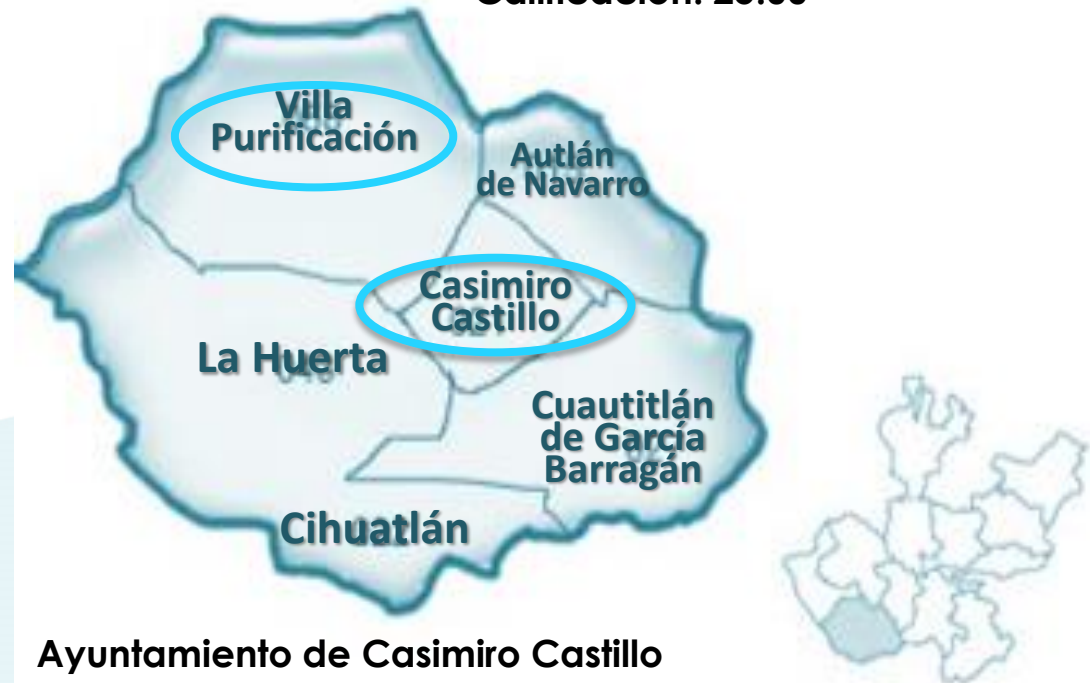 Villa
Purificación
Autlán
de Navarro
Casimiro
Castillo
La Huerta
Cuautitlán
de García
Barragán
Cihuatlán
Ayuntamiento de Casimiro Castillo